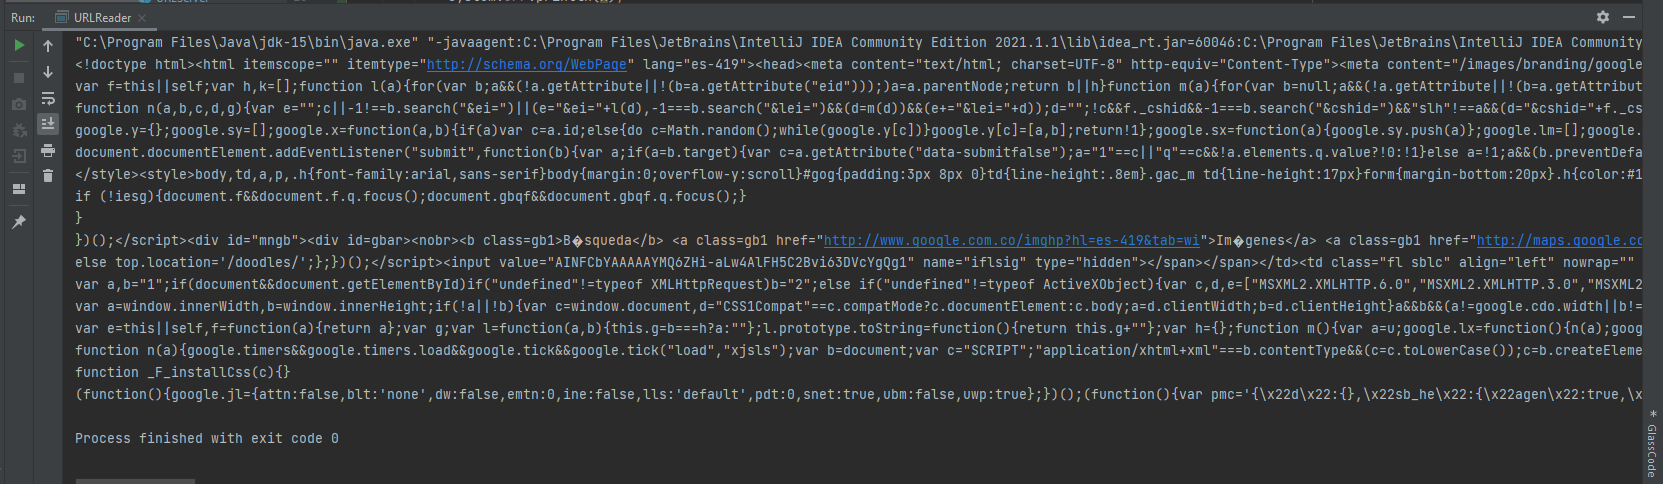 Run: URLReader
"C:\Program Files\Java\jdk-15\bin\java.exe" "-javaagent:C:\Program Files\JetBrains\IntelliJ IDEA Community Edition 2021.1.1\lib\idea_rt.jar=60046:C:\Program Files\JetBrains\IntelliJ IDEA Community
<!doctype html><html itemscope="" itemtype="http://schema.org/WebPage" lang="es-419"><head><meta content="text/html; charset=UTF-8" http-equiv="Content-Type"><meta content="/images/branding/google
var f=this||self;var h,k=[];function l(a){for(var b;a&&(!a.getAttribute||!(b=a.getAttribute("eid")));)a=a.parentNode;return b||h}function m(a){for(var b=null;a&&(!a.getAttribute||!(b=a.getAttribut
function n(a,b,c,d,g){var e="";c||-1!==b.search("&ei=")||(e="&ei="+l(d),-1===b.search("&lei=")&&(d=m(d))&&(e+="&lei="+d));d="";!c&&f._cshid&&-1===b.search("&cshid=")&&"slh"!==a&&(d="&cshid="+f._cs
google.y={};google.sy=[];google.x=function(a,b){if(a)var c=a.id;else{do c=Math.random();while(google.y[c])}google.y[c]=[a,b];return!1};google.sx=function(a){google.sy.push(a)};google.lm=[];google.
document.documentElement.addEventListener("submit",function(b){var a;if(a=b.target){var c=a.getAttribute("data-submitfalse");a="1"==c||"q"==c&&!a.elements.q.value?!0:!1}else a=!1;a&&(b.preventDefa
</style><style>body,td,a,p,.h{font-family:arial,sans-serif}body{margin:0;overflow-y:scroll}#gog{padding:3px 8px 0}td{line-height:.8em}.gac_m td{line-height:17px}form{margin-bottom:20px}.h{color:#1
if (!iesg){document.f&&document.f.q.focus();document.gbqf&&document.gbqf.q.focus();}
}
})();</script><div id="mngb"><div id=gbar><nobr><b class=gb1>B�squeda</b> <a class=gb1 href="http://www.google.com.co/imghp?hl=es-419&tab=wi">Im�genes</a> <a class=gb1 href="http://maps.google.co
else top.location='/doodles/';};})();</script><input value="AINFCbYAAAAAYMQ6ZHi-aLw4AlFH5C2Bvi63DVcYgQg1" name="iflsig" type="hidden"></span></span></td><td class="fl sblc" align="left" nowrap=""
var a,b="1";if(document&&document.getElementById)if("undefined"!=typeof XMLHttpRequest)b="2";else if("undefined"!=typeof ActiveXObject){var c,d,e=["MSXML2.XMLHTTP.6.0","MSXML2.XMLHTTP.3.0","MSXML2
var a=window.innerWidth,b=window.innerHeight;if(!a||!b){var c=window.document,d="CSS1Compat"==c.compatMode?c.documentElement:c.body;a=d.clientWidth;b=d.clientHeight}a&&b&&(a!=google.cdo.width||b!=
var e=this||self,f=function(a){return a};var g;var l=function(a,b){this.g=b===h?a:""};l.prototype.toString=function(){return this.g+""};var h={};function m(){var a=u;google.lx=function(){n(a);goog
function n(a){google.timers&&google.timers.load&&google.tick&&google.tick("load","xjsls");var b=document;var c="SCRIPT";"application/xhtml+xml"===b.contentType&&(c=c.toLowerCase());c=b.createEleme
function _F_installCss(c){}
(function(){google.jl={attn:false,blt:'none',dw:false,emtn:0,ine:false,lls:'default',pdt:0,snet:true,ubm:false,uwp:true};})();(function(){var pmc='{\x22d\x22:{},\x22sb_he\x22:{\x22agen\x22:true,\x
Process finished with exit code 0
GlassCode